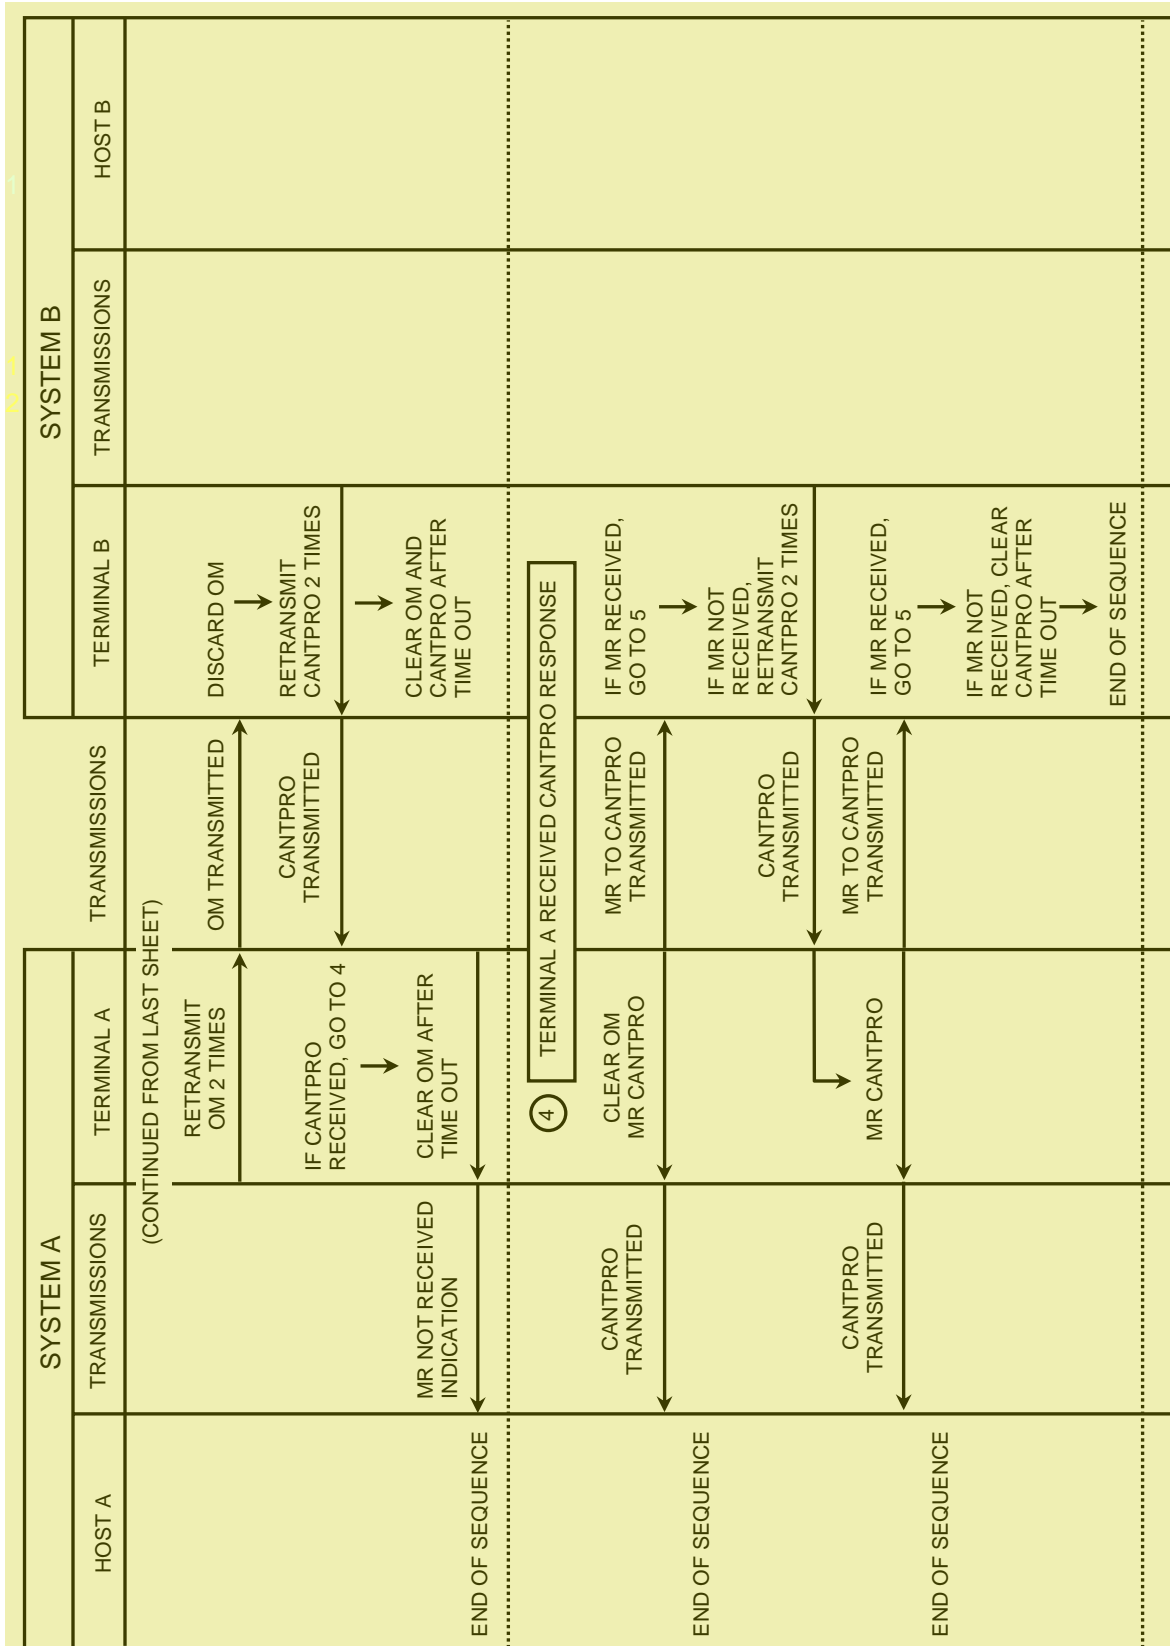 SYSTEM A
SYSTEM B
HOST A
TRANSMISSIONS
TERMINAL A
TRANSMISSIONS
TERMINAL B
TRANSMISSIONS
HOST B
(CONTINUED FROM LAST SHEET)
RETRANSMIT
OM 2 TIMES
OM TRANSMITTED
DISCARD OM
RETRANSMIT
CANTPRO 2 TIMES
CANTPRO
TRANSMITTED
IF CANTPRO
RECEIVED, GO TO 4
CLEAR OM AND
CANTPRO AFTER
TIME OUT
CLEAR OM AFTER
TIME OUT
MR NOT RECEIVED
INDICATION
END OF SEQUENCE
4
TERMINAL A RECEIVED CANTPRO RESPONSE
CANTPRO
TRANSMITTED
CLEAR OM
MR CANTPRO
MR TO CANTPRO
TRANSMITTED
IF MR RECEIVED,
GO TO 5
END OF SEQUENCE
IF MR NOT
RECEIVED,
RETRANSMIT
CANTPRO 2 TIMES
CANTPRO
TRANSMITTED
CANTPRO
TRANSMITTED
MR CANTPRO
MR TO CANTPRO
TRANSMITTED
IF MR RECEIVED,
GO TO 5
END OF SEQUENCE
IF MR NOT
RECEIVED, CLEAR
CANTPRO AFTER
TIME OUT
END OF SEQUENCE